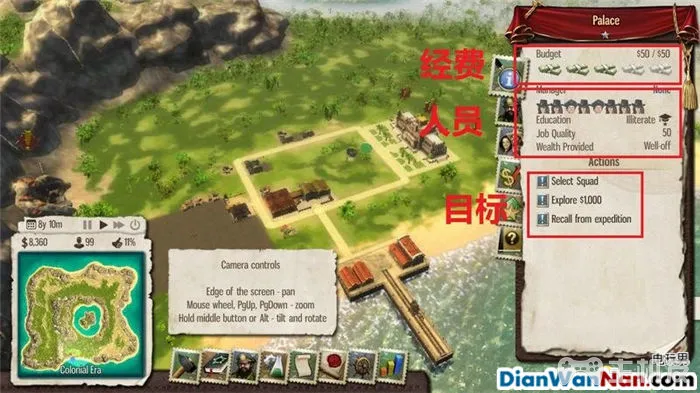 Palace
Budget $50 / $50
经费
Manager None
人员
Education Illiterate
Job Quality 50
Wealth Provided Well-off
Actions
Select Squad
目标
Explore $1,000
Recall from expedition
8y 10m
$ 8,360 99 11%
Camera controls
Edge of the screen - pan
Mouse wheel, PgUp, PgDown - zoom
Hold middle button or Alt - tilt and rotate
Colonial Era
电玩男
DianWanNan.com